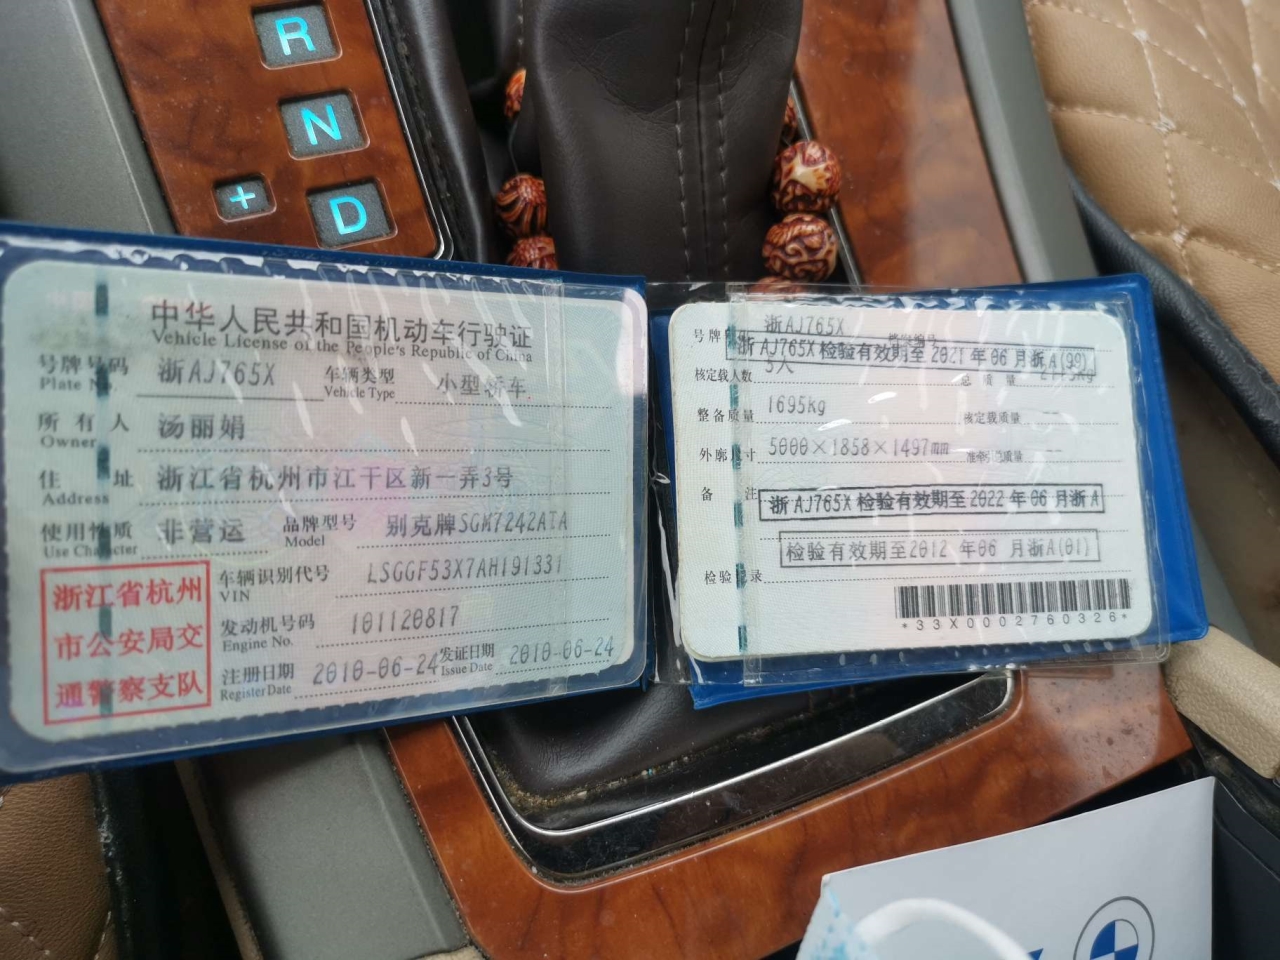 R
N
+
D
中华人民共和国机动车行驶证
Vehicle License of the People's Republic of China
号牌号码 浙AJ765X 车辆类型 小型轿车
Plate No. Vehicle Type
所有人 汤丽娟
Owner
住址 浙江省杭州市江干区新一弄3号
Address
使用性质 非营运 品牌型号 别克牌SGM7242ATA
Use Character Model
浙江省杭州
市公安局交
通警察支队
车辆识别代号 LSGGF53X7AH191331
VIN
发动机号码 101120817
Engine No.
注册日期 2010-06-24 发证日期 2010-06-24
Register Date Issue Date
号牌 浙AJ765X 档案编号
浙AJ765X检验有效期至2021年06月浙A(99)
核定载人数 5人 总质量
整备质量 1695kg 核定载质量 --
外廓尺寸 5000×1858×1497mm 准牵引总质量 --
备注
浙AJ765X检验有效期至2022年06月浙A
检验有效期至2012年06月浙A(01)
检验记录
*33X0002760326*